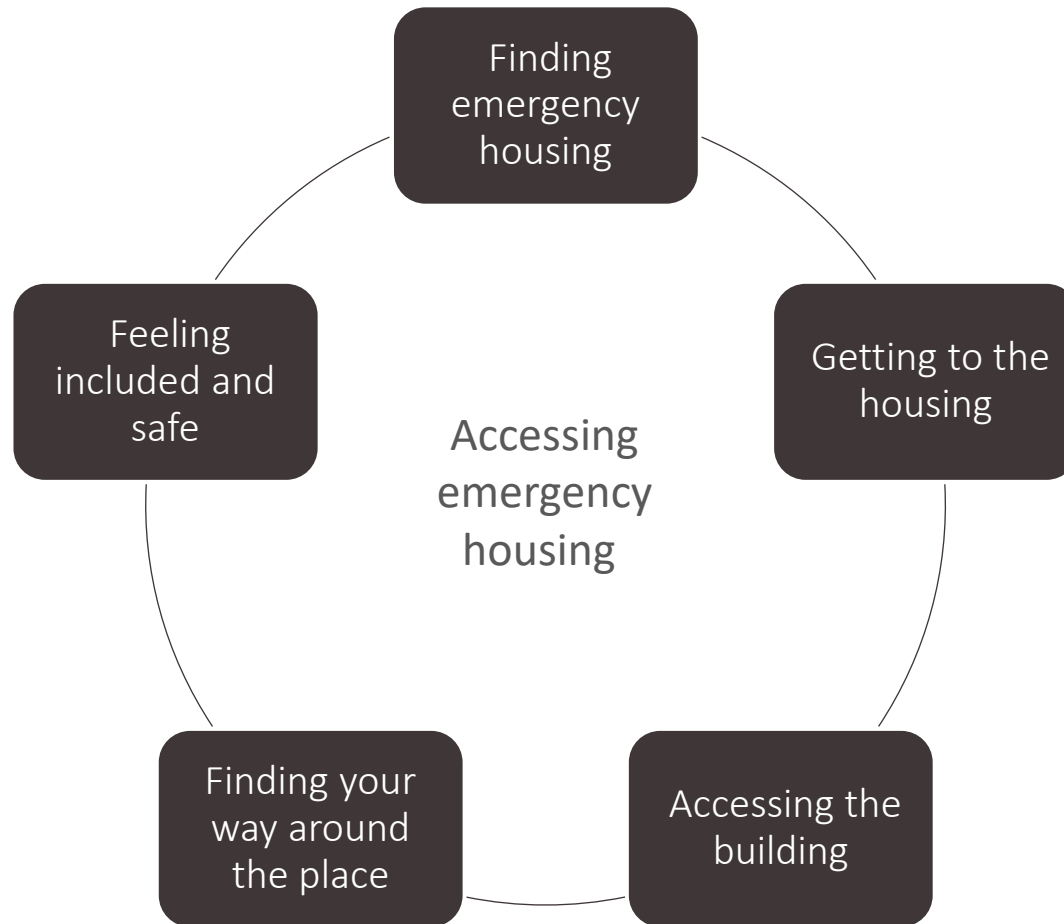 Finding
emergency
housing
Getting to the
housing
Accessing the
building
Finding your
way around
the place
Feeling
included and
safe
Accessing
emergency
housing